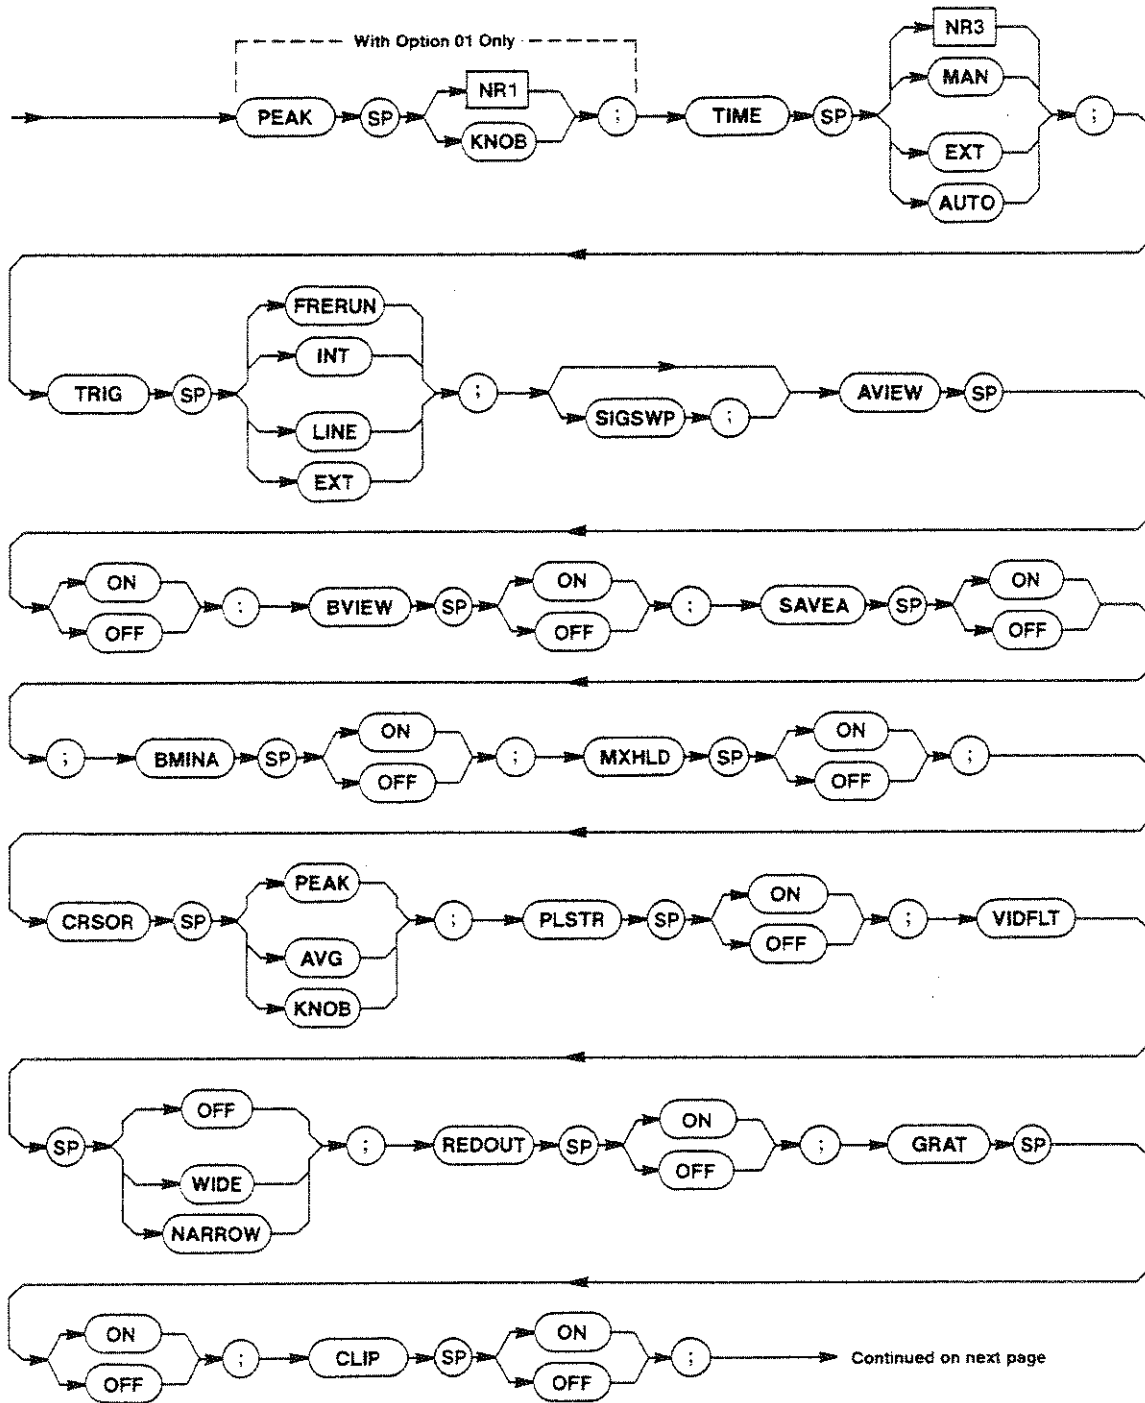 With Option 01 Only
PEAK SP NR1 KNOB ; TIME SP NR3 MAN EXT AUTO ;
TRIG SP FRERUN INT LINE EXT ; SIGSWP ; AVIEW SP
ON OFF ; BVIEW SP ON OFF ; SAVEA SP ON OFF
; BMINA SP ON OFF ; MXHLD SP ON OFF ;
CRSOR SP PEAK AVG KNOB ; PLSTR SP ON OFF ; VIDFLT
SP OFF WIDE NARROW ; REDOUT SP ON OFF ; GRAT SP
ON OFF ; CLIP SP ON OFF ; Continued on next page